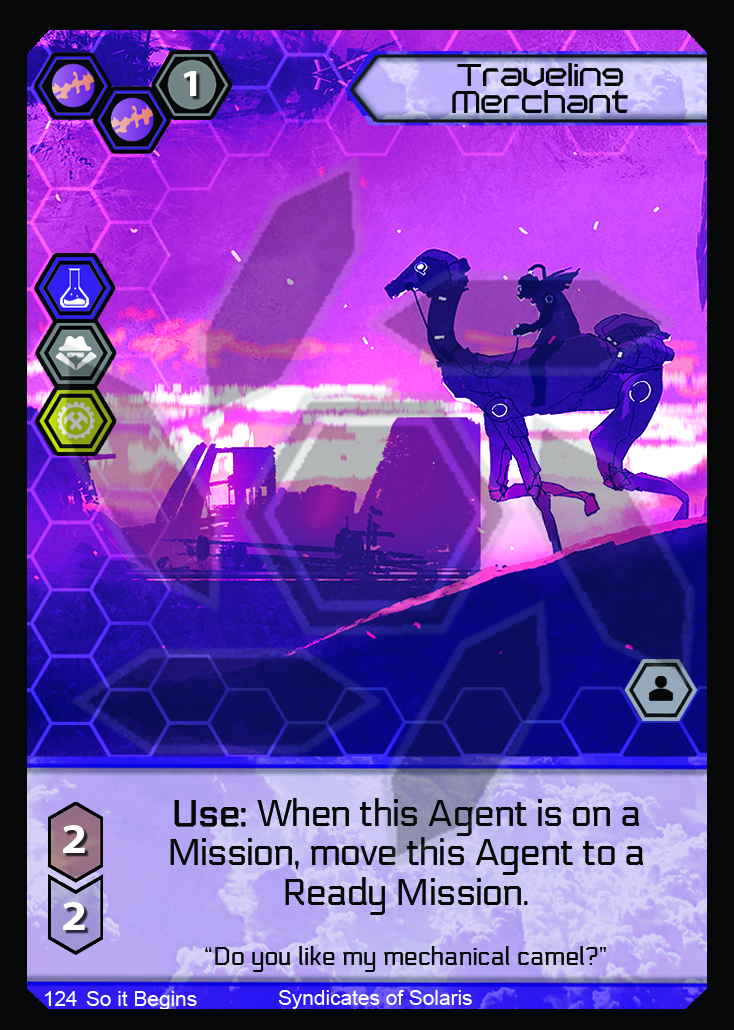 1
Traveling
Merchant
2
2
Use: When this Agent is on a
Mission, move this Agent to a
Ready Mission.
“Do you like my mechanical camel?”
124 So it Begins
Syndicates of Solaris